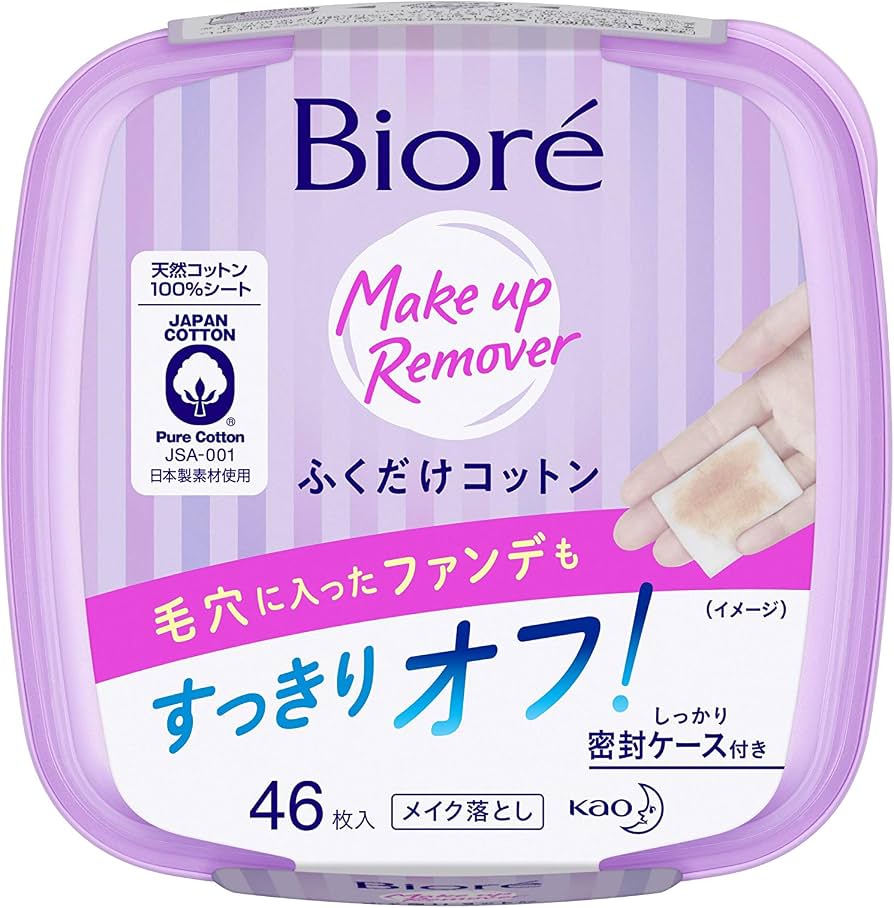 Bioré
Make up
Remover
天然コットン
100%シート
JAPAN
COTTON
®
Pure Cotton
JSA-001
日本製素材使用
ふくだけコットン
毛穴に入ったファンデも
すっきりオフ!
(イメージ)
しっかり
密封ケース付き
46枚入
メイク落とし
Kao
Bioré
Make up